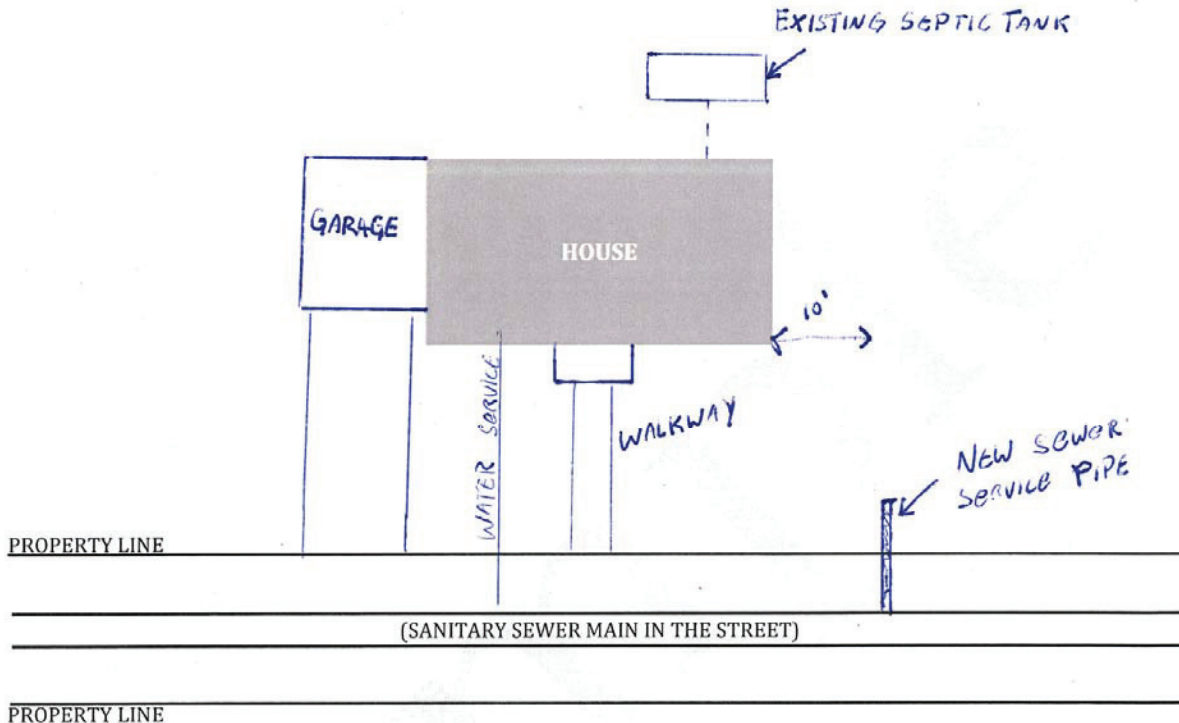 EXISTING SEPTIC TANK
GARAGE
HOUSE
10'
WATER SERVICE
WALKWAY
NEW SEWER
SERVICE PIPE
PROPERTY LINE
(SANITARY SEWER MAIN IN THE STREET)
PROPERTY LINE